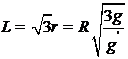 L = √3r = R√(3g/ġ)